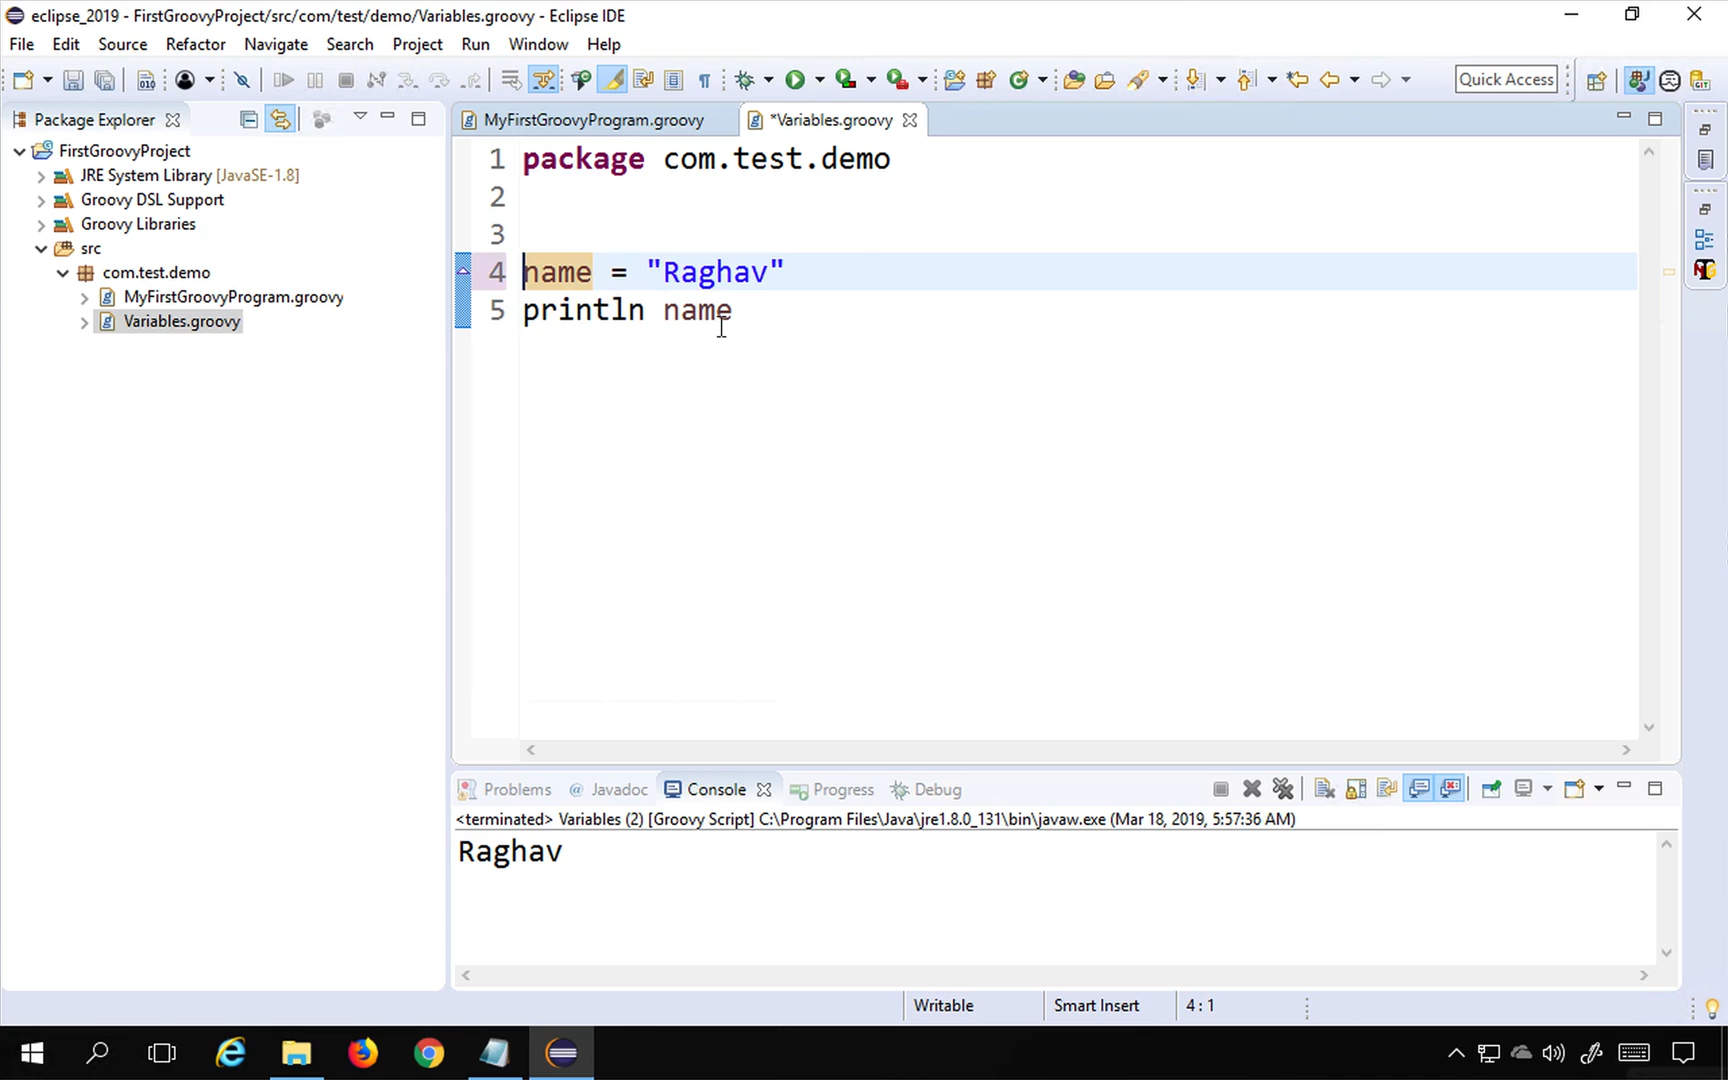 eclipse_2019 - FirstGroovyProject/src/com/test/demo/Variables.groovy - Eclipse IDE
File Edit Source Refactor Navigate Search Project Run Window Help
Quick Access
Package Explorer
FirstGroovyProject
JRE System Library [JavaSE-1.8]
Groovy DSL Support
Groovy Libraries
src
com.test.demo
MyFirstGroovyProgram.groovy
Variables.groovy
MyFirstGroovyProgram.groovy *Variables.groovy
1 package com.test.demo
2
3
4 name = "Raghav"
5 println name
Problems @ Javadoc Console Progress Debug
<terminated> Variables (2) [Groovy Script] C:\Program Files\Java\jre1.8.0_131\bin\javaw.exe (Mar 18, 2019, 5:57:36 AM)
Raghav
Writable Smart Insert 4 : 1